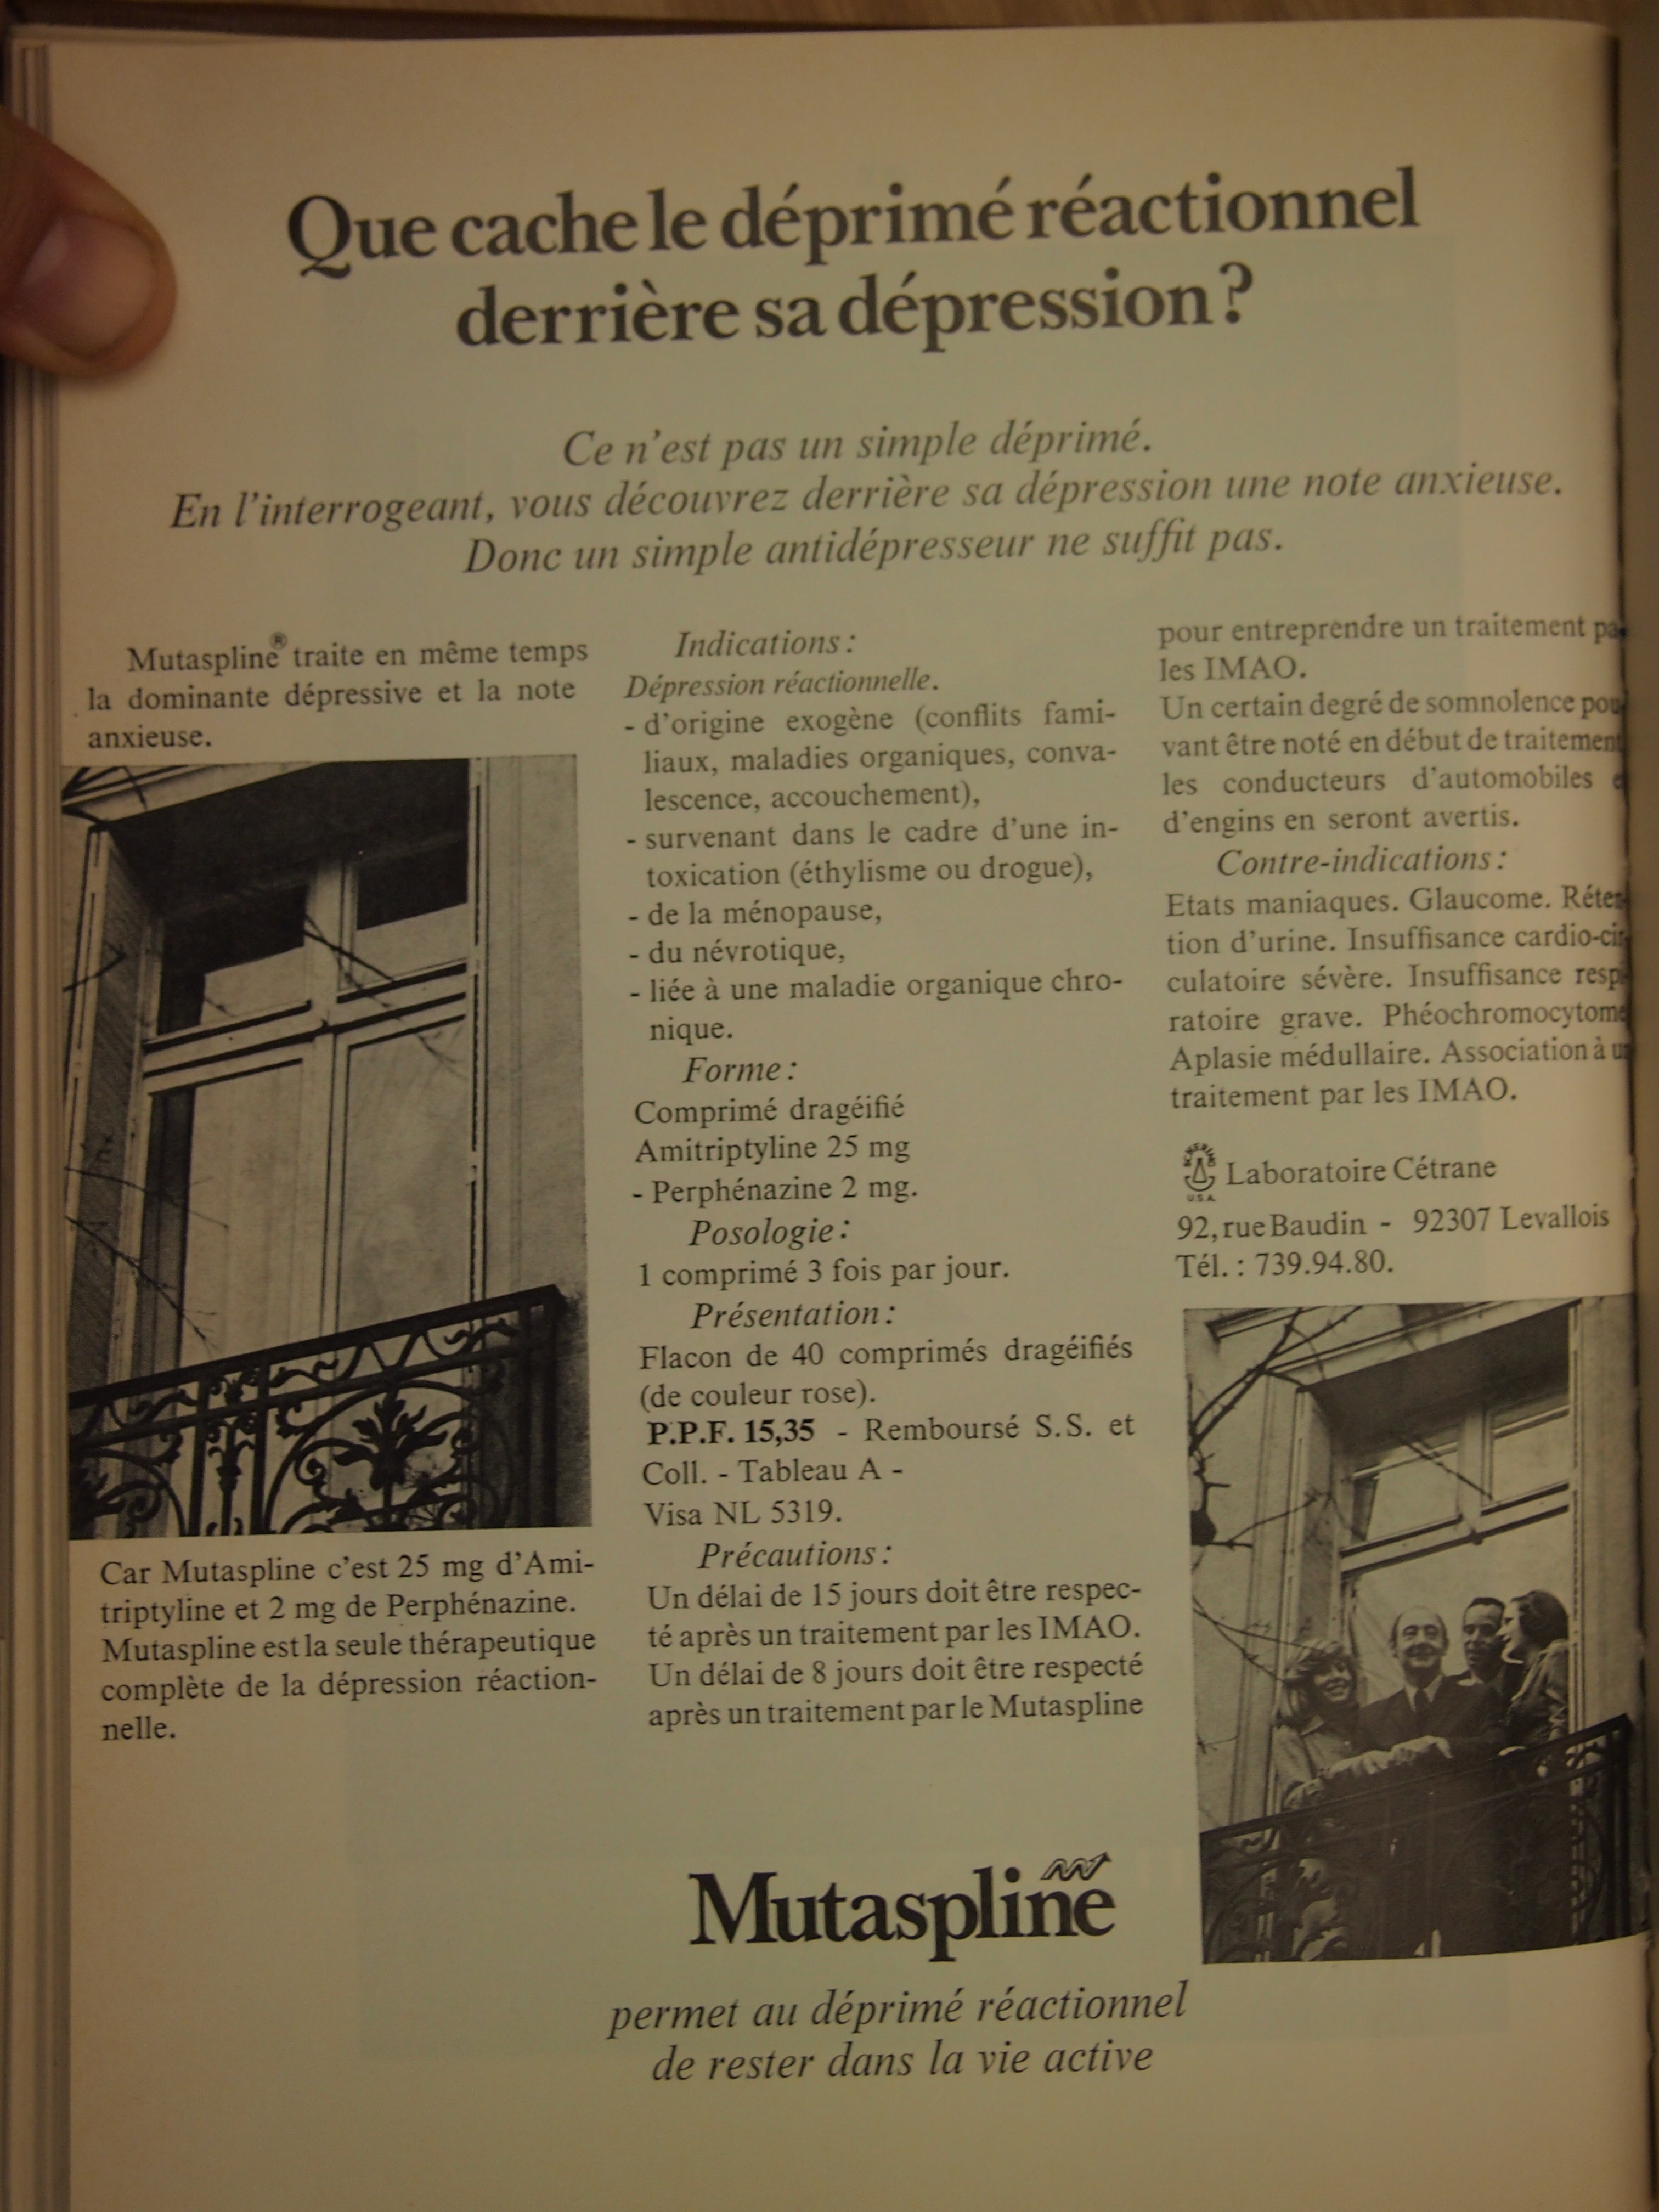 Que cache le déprimé réactionnel
derrière sa dépression ?
Ce n'est pas un simple déprimé.
En l'interrogeant, vous découvrez derrière sa dépression une note anxieuse.
Donc un simple antidépresseur ne suffit pas.
Mutaspline® traite en même temps
la dominante dépressive et la note
anxieuse.
Car Mutaspline c'est 25 mg d'Ami-
triptyline et 2 mg de Perphénazine.
Mutaspline est la seule thérapeutique
complète de la dépression réaction-
nelle.
Indications :
Dépression réactionnelle.
- d'origine exogène (conflits fami-
liaux, maladies organiques, conva-
lescence, accouchement),
- survenant dans le cadre d'une in-
toxication (éthylisme ou drogue),
- de la ménopause,
- du névrotique,
- liée à une maladie organique chro-
nique.
Forme :
Comprimé dragéifié
Amitriptyline 25 mg
- Perphénazine 2 mg.
Posologie :
1 comprimé 3 fois par jour.
Présentation :
Flacon de 40 comprimés dragéifiés
(de couleur rose).
P.P.F. 15,35 - Remboursé S.S. et
Coll. - Tableau A -
Visa NL 5319.
Précautions :
Un délai de 15 jours doit être respec-
té après un traitement par les IMAO.
Un délai de 8 jours doit être respecté
après un traitement par le Mutaspline
pour entreprendre un traitement pa
les IMAO.
Un certain degré de somnolence pou
vant être noté en début de traitement
les conducteurs d'automobiles e
d'engins en seront avertis.
Contre-indications :
Etats maniaques. Glaucome. Réten-
tion d'urine. Insuffisance cardio-cir
culatoire sévère. Insuffisance respi
ratoire grave. Phéochromocytome
Aplasie médullaire. Association à u
traitement par les IMAO.
U.S.A.
Laboratoire Cétrane
92, rue Baudin - 92307 Levallois
Tél. : 739.94.80.
Mutaspline
permet au déprimé réactionnel
de rester dans la vie active